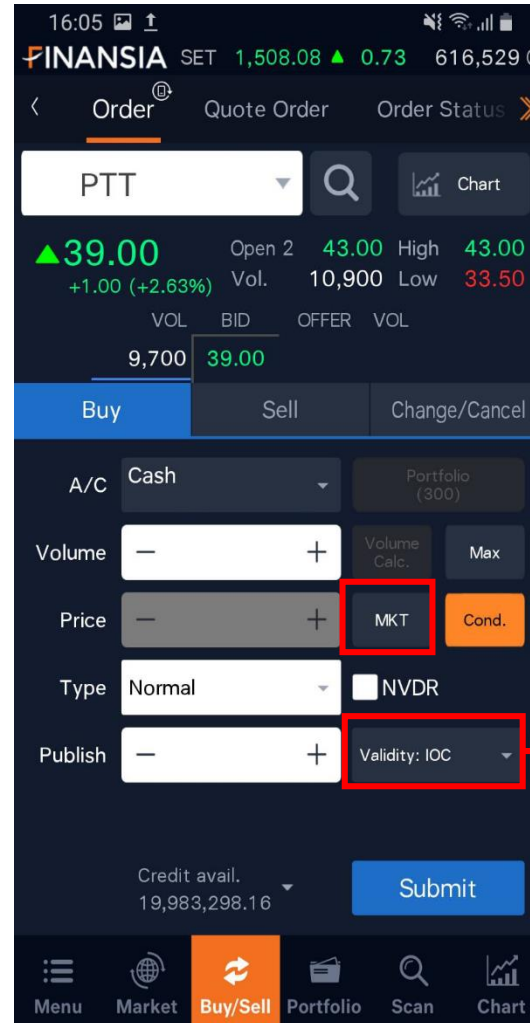 16:05
FINANSIA SET 1,508.08 ▲ 0.73 616,529
Order Quote Order Order Status
PTT Chart
▲39.00 Open 2 43.00 High 43.00
+1.00 (+2.63%) Vol. 10,900 Low 33.50
VOL BID OFFER VOL
9,700 39.00
Buy Sell Change/Cancel
A/C Cash Portfolio (300)
Volume − + Volume Calc. Max
Price − + MKT Cond.
Type Normal NVDR
Publish − + Validity: IOC
Credit avail.
19,983,298.16 Submit
Menu Market Buy/Sell Portfolio Scan Chart